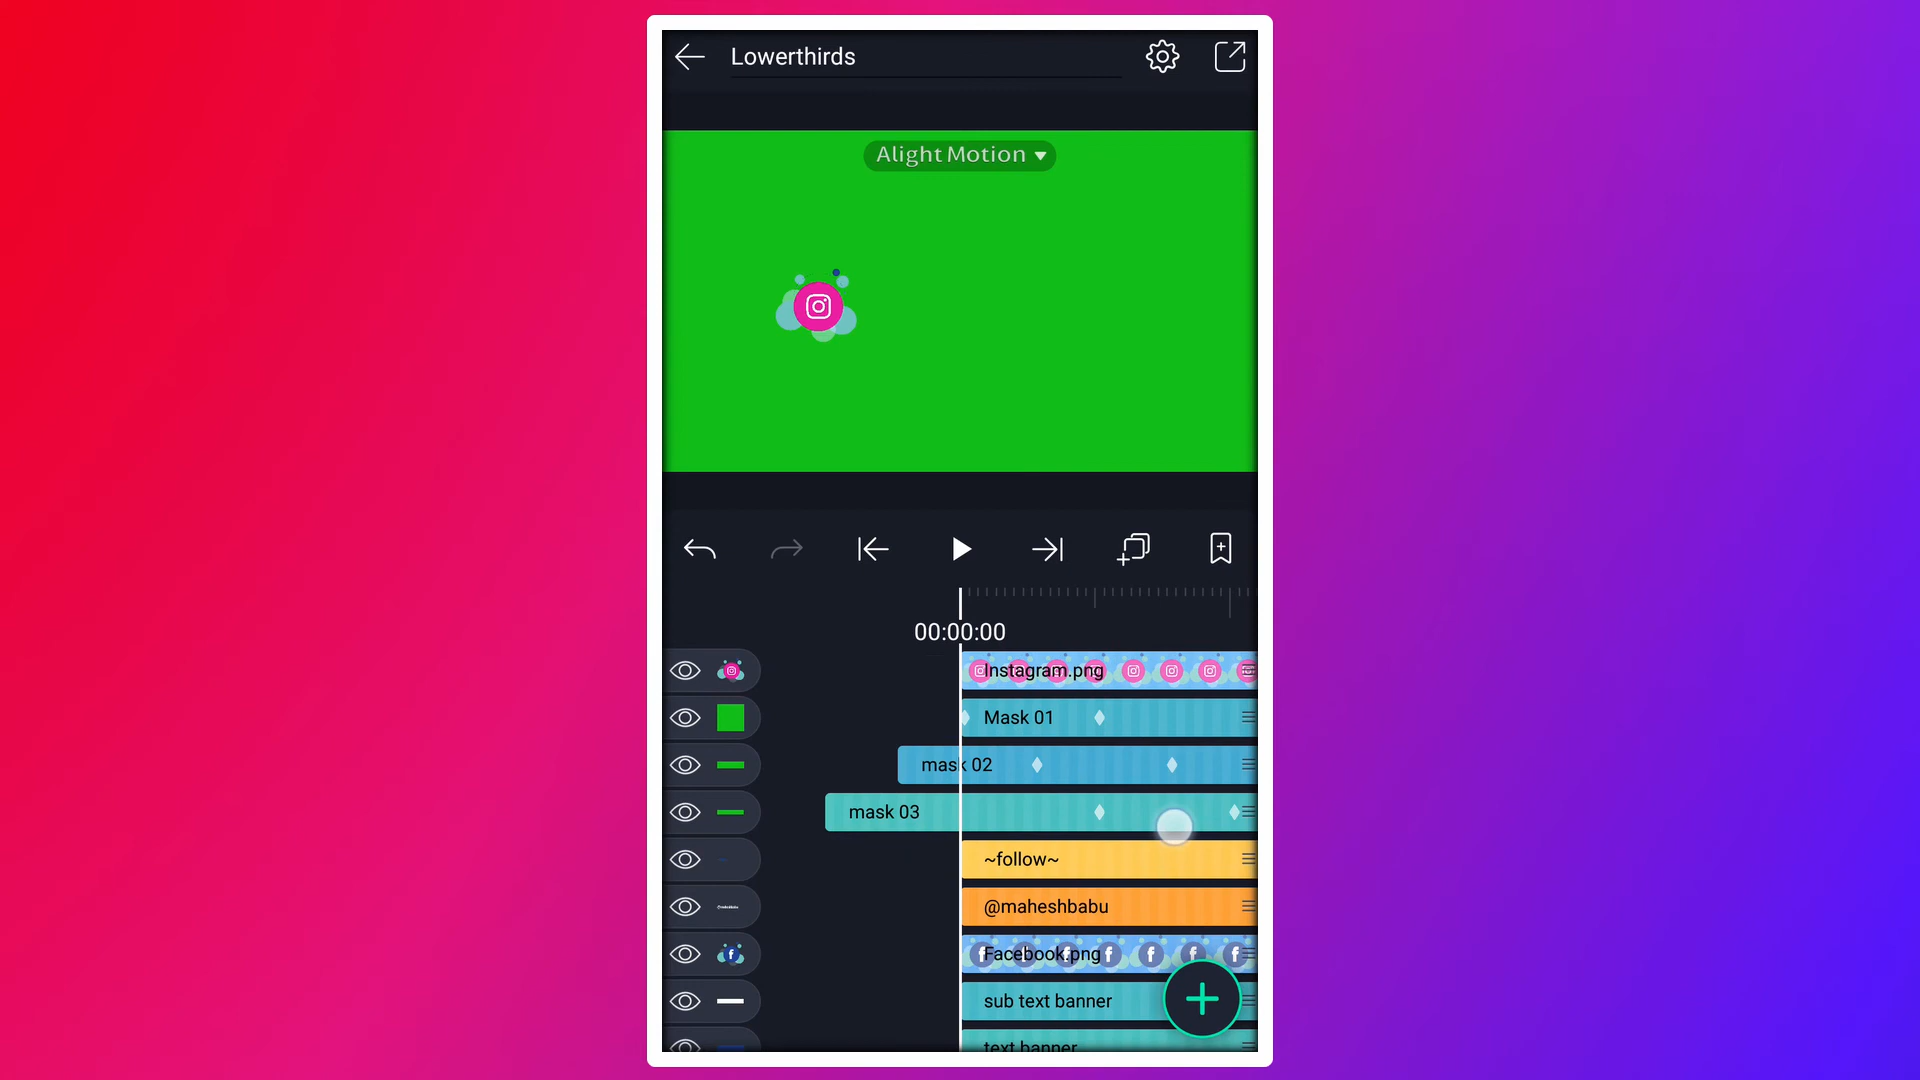 Lowerthirds
Alight Motion
00:00:00
Instagram.png
Mask 01
mask 02
mask 03
~follow~
@maheshbabu
Facebook.png
sub text banner
text banner